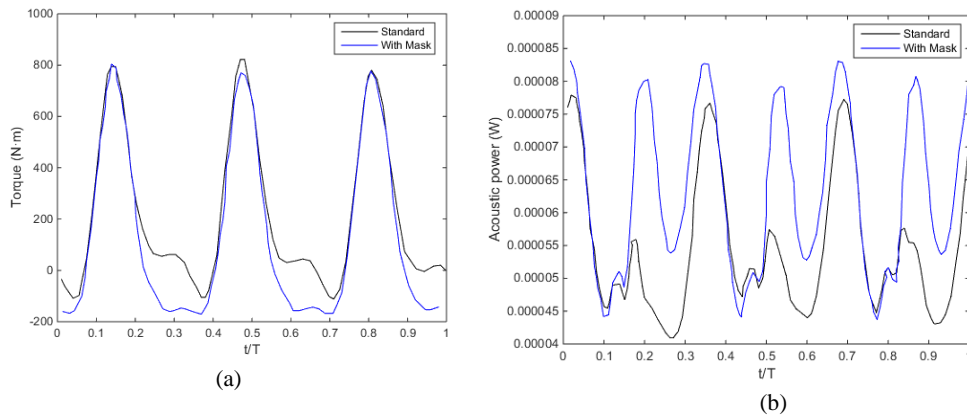 (a)
1000
800
600
400
200
0
-200
Torque (N·m)
Standard
With Mask
0 0.1 0.2 0.3 0.4 0.5 0.6 0.7 0.8 0.9 1
t/T
(a)
(b)
0.00009
0.000085
0.00008
0.000075
0.00007
0.000065
0.00006
0.000055
0.00005
0.000045
0.00004
Acoustic power (W)
Standard
With Mask
0 0.1 0.2 0.3 0.4 0.5 0.6 0.7 0.8 0.9 1
t/T
(b)